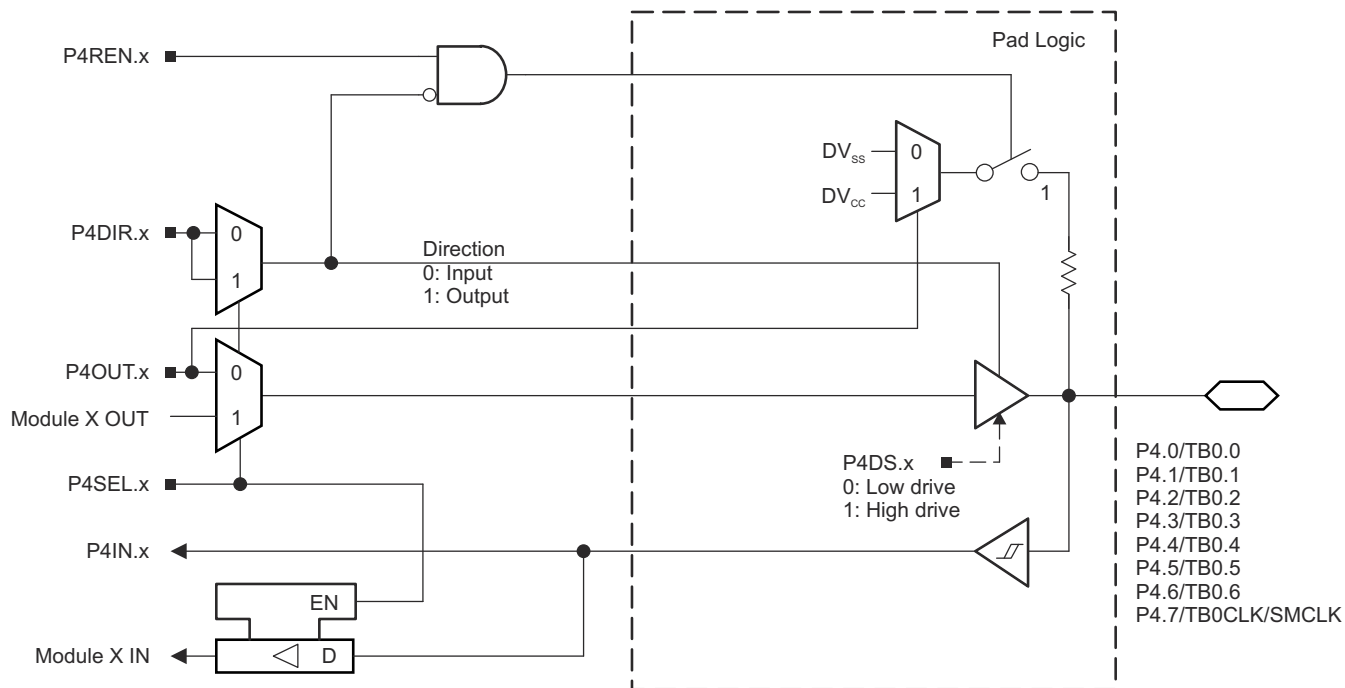 Pad Logic
P4REN.x
DVSS
0
DVCC
1
1
P4DIR.x
0
1
Direction
0: Input
1: Output
P4OUT.x
0
Module X OUT
1
P4SEL.x
P4DS.x
0: Low drive
1: High drive
P4.0/TB0.0
P4.1/TB0.1
P4.2/TB0.2
P4.3/TB0.3
P4.4/TB0.4
P4.5/TB0.5
P4.6/TB0.6
P4.7/TB0CLK/SMCLK
P4IN.x
EN
Module X IN
D